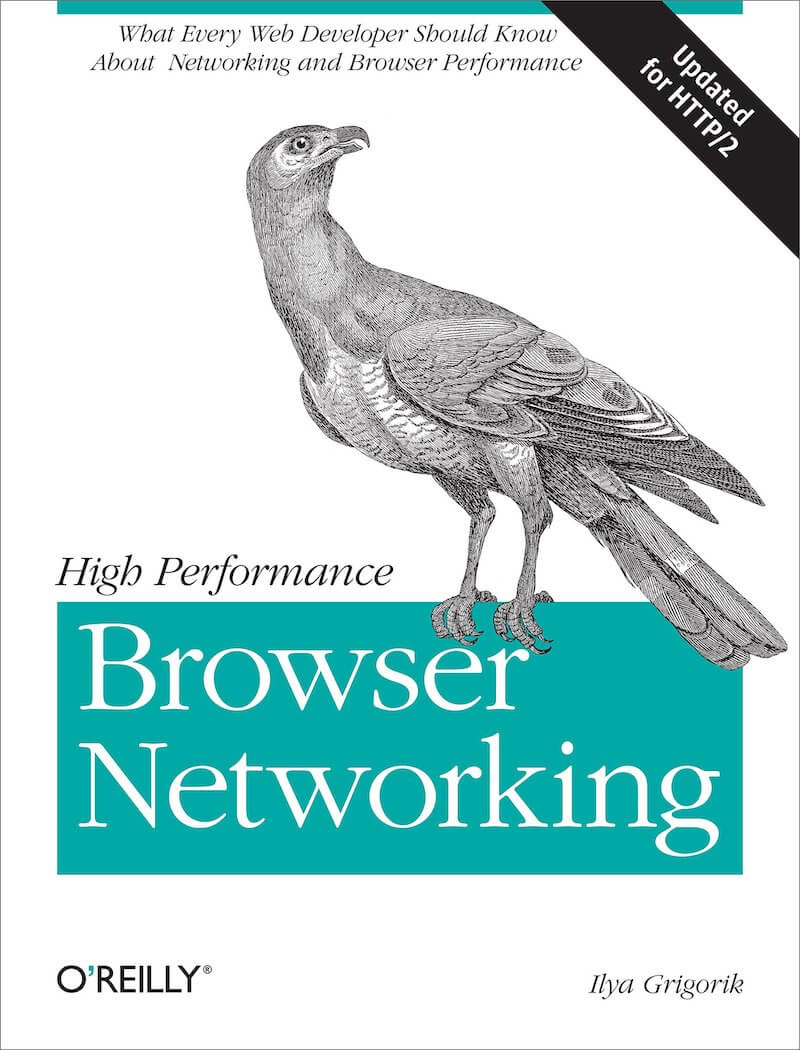 What Every Web Developer Should Know
About Networking and Browser Performance
Updated
for HTTP/2
High Performance
Browser
Networking
O'REILLY®
Ilya Grigorik